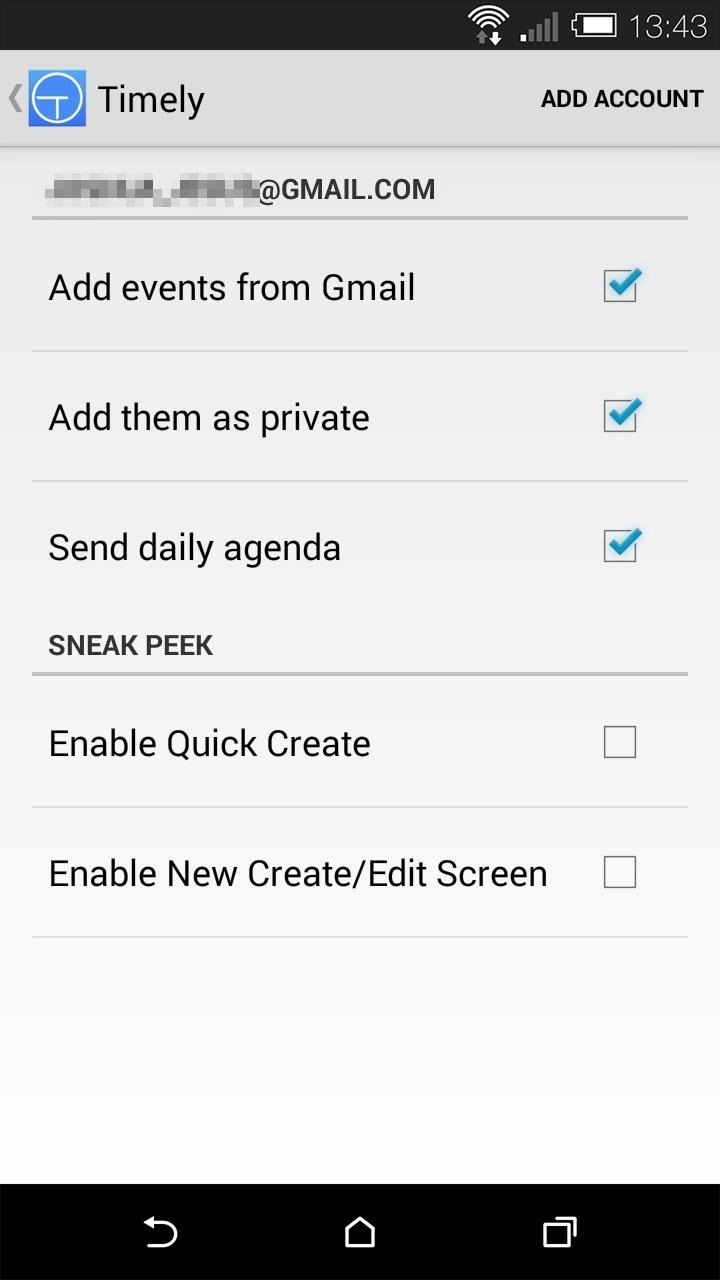 13:43
Timely
ADD ACCOUNT
@GMAIL.COM
Add events from Gmail
Add them as private
Send daily agenda
SNEAK PEEK
Enable Quick Create
Enable New Create/Edit Screen